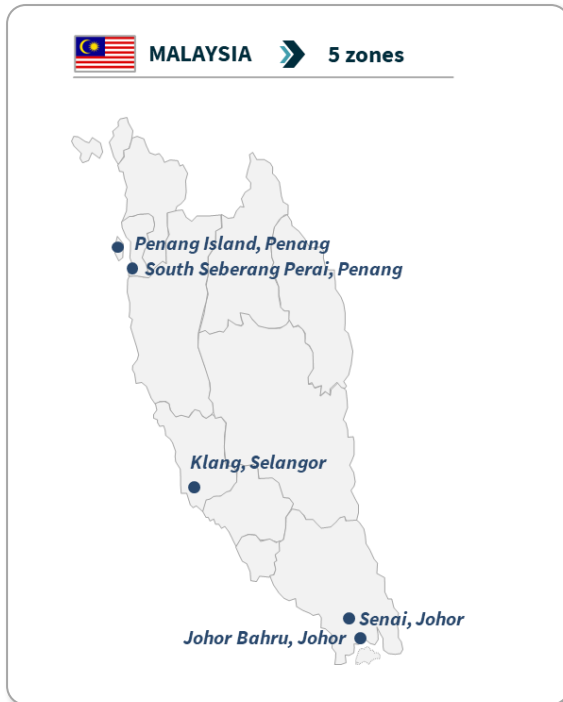 MALAYSIA 5 zones
Penang Island, Penang
South Seberang Perai, Penang
Klang, Selangor
Senai, Johor
Johor Bahru, Johor